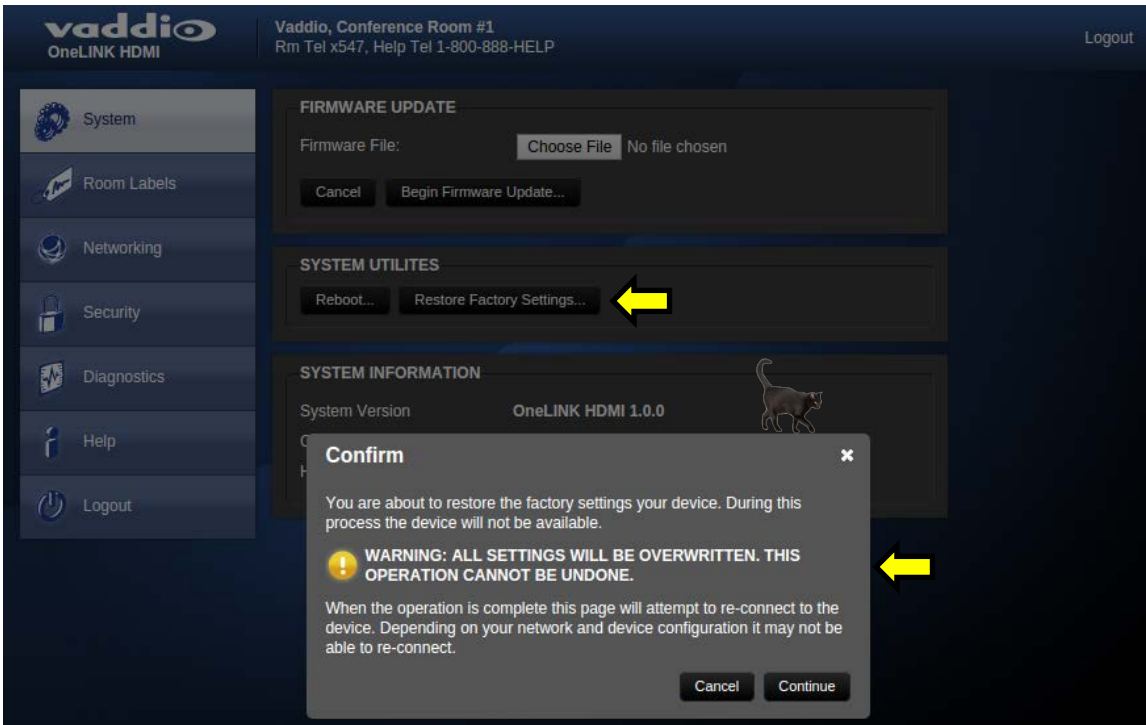 vaddio
OneLINK HDMI
Vaddio, Conference Room #1
Rm Tel x547, Help Tel 1-800-888-HELP
Logout
System
Room Labels
Networking
Security
Diagnostics
Help
Logout
FIRMWARE UPDATE
Firmware File: Choose File No file chosen
Cancel Begin Firmware Update...
SYSTEM UTILITES
Reboot... Restore Factory Settings...
SYSTEM INFORMATION
System Version OneLINK HDMI 1.0.0
Confirm
You are about to restore the factory settings your device. During this
process the device will not be available.
WARNING: ALL SETTINGS WILL BE OVERWRITTEN. THIS
OPERATION CANNOT BE UNDONE.
When the operation is complete this page will attempt to re-connect to the
device. Depending on your network and device configuration it may not be
able to re-connect.
Cancel Continue